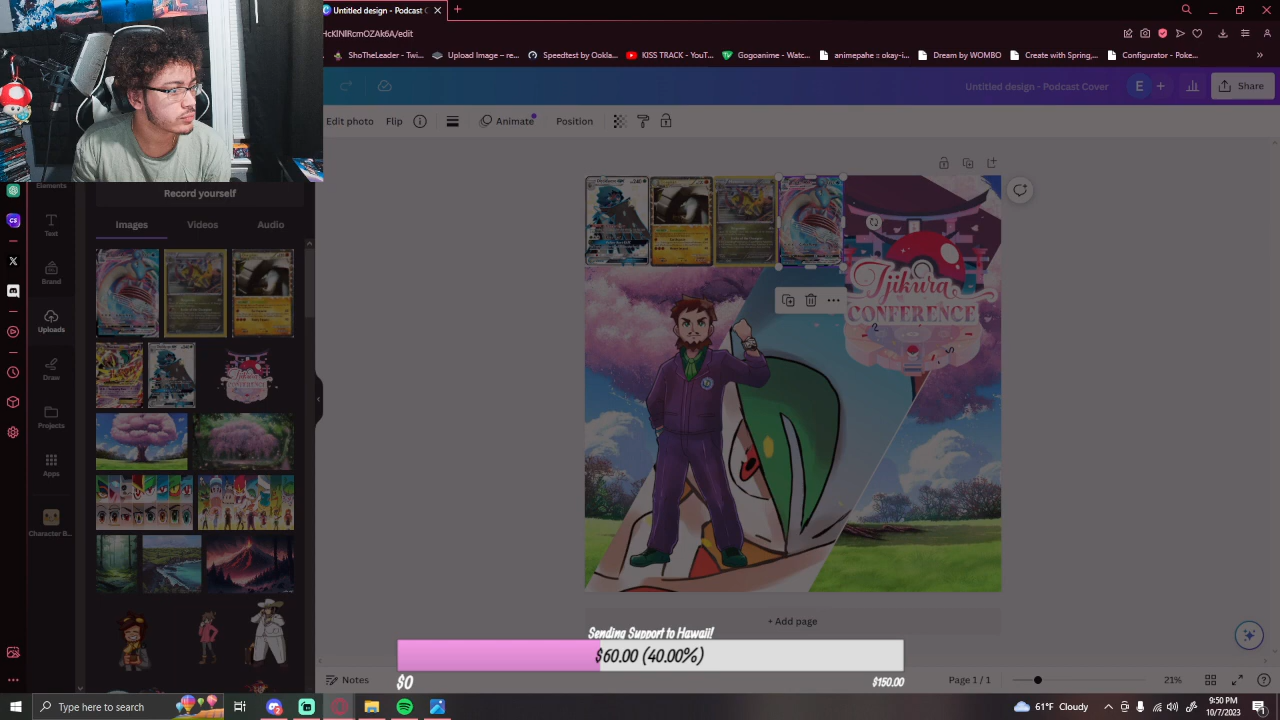 Untitled design - Podcast C
HcKINlRcmOZAk6A/edit
ShoTheLeader - Twi...
Upload Image - re...
Speedtest by Ookla...
KISS TRACK - YouT...
Gogoanime - Watc...
animepahe :: okay-i...
Dream by WOMBO
Create with Spring,
Configurator...
Untitled design - Podcast Cover
E
Share
Edit photo
Flip
Animate
Position
Elements
Text
Brand
Uploads
Draw
Projects
Apps
Character B...
Record yourself
Images
Videos
Audio
Tjikura
CONFERENCE
+ Add page
Sending Support to Hawaii!
$60.00 (40.00%)
$0
$150.00
Notes
Page 1 / 1
21%
Type here to search
61°F Cloudy
9:50 PM
10/7/2023